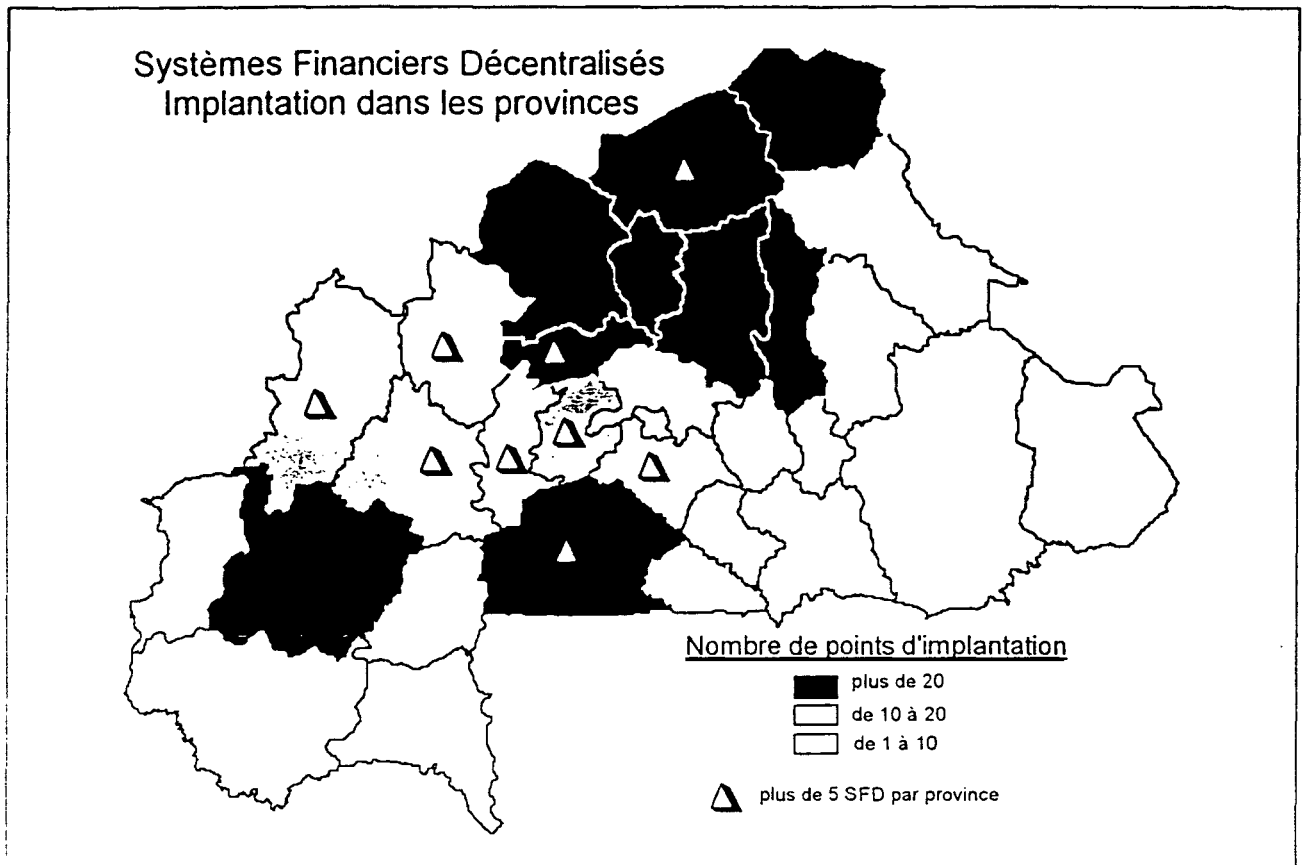 Systèmes Financiers Décentralisés
Implantation dans les provinces
Nombre de points d'implantation
plus de 20
de 10 à 20
de 1 à 10
plus de 5 SFD par province